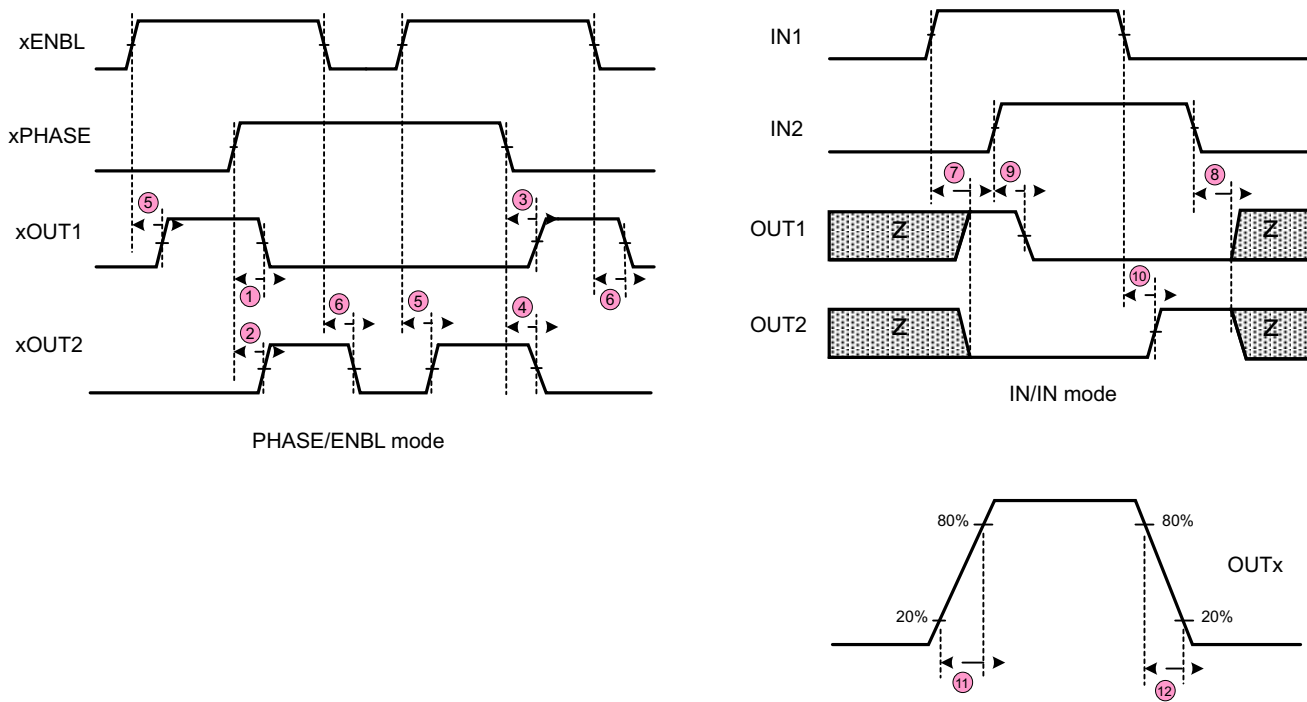 xENBL
xPHASE
5
3
xOUT1
1
6
6
5
4
2
xOUT2
PHASE/ENBL mode
IN1
IN2
7
9
8
OUT1
Z
Z
10
OUT2
Z
Z
IN/IN mode
80%
80%
OUTx
20%
20%
11
12